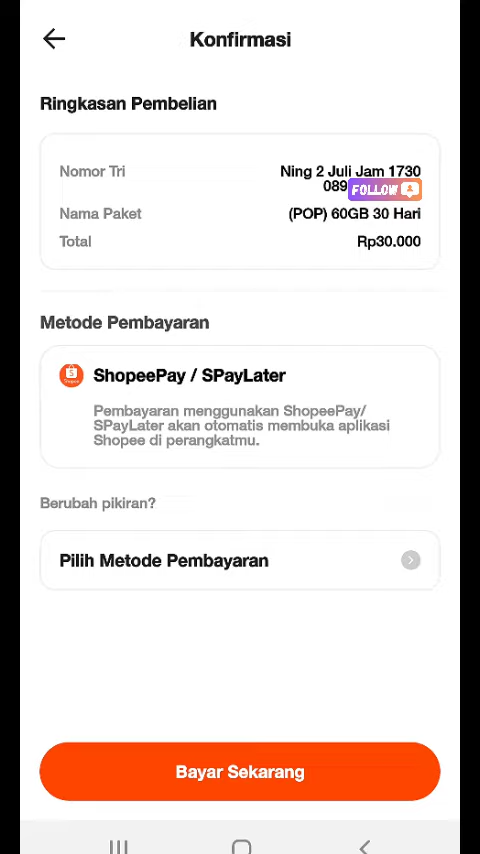 Konfirmasi
Ringkasan Pembelian
Nomor Tri Ning 2 Juli Jam 1730
089
FOLLOW
Nama Paket (POP) 60GB 30 Hari
Total Rp30.000
Metode Pembayaran
ShopeePay / SPayLater
Pembayaran menggunakan ShopeePay/
SPayLater akan otomatis membuka aplikasi
Shopee di perangkatmu.
Berubah pikiran?
Pilih Metode Pembayaran
Bayar Sekarang